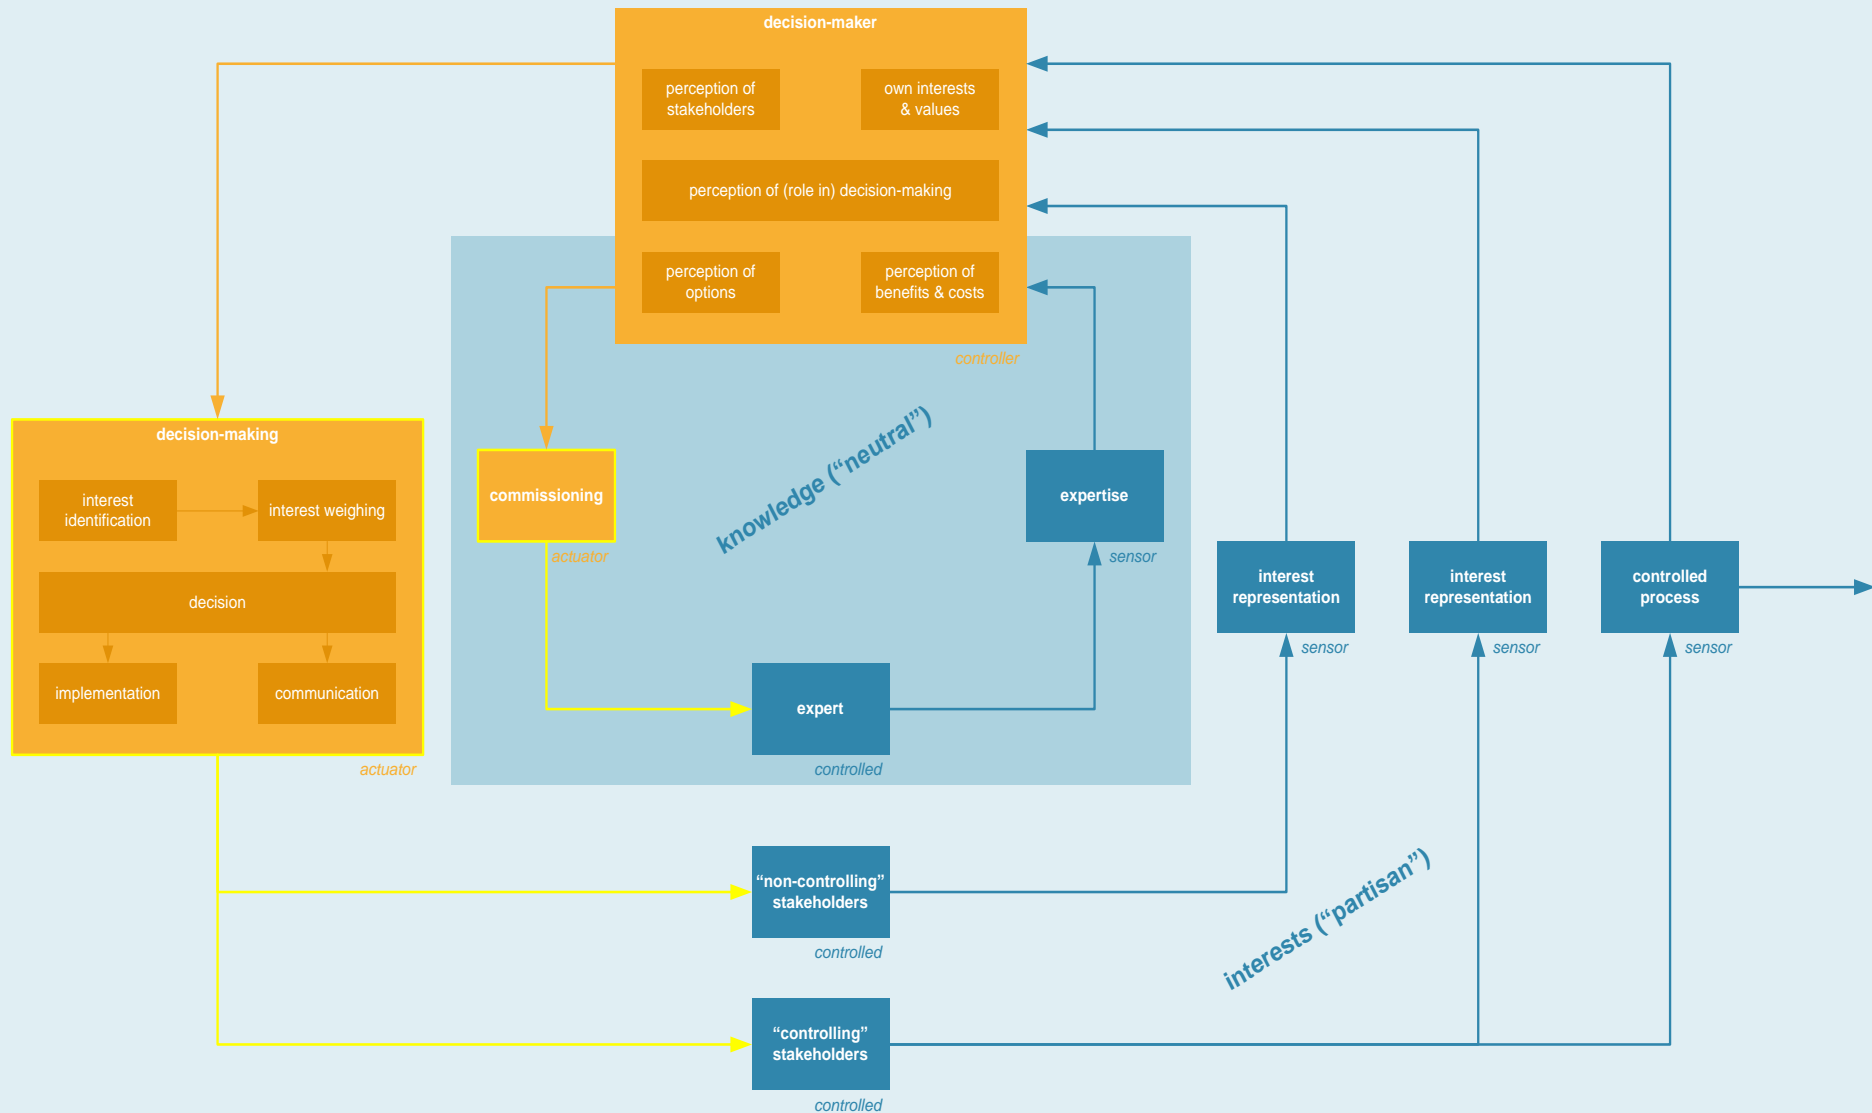 decision-maker
perception of
stakeholders
own interests
& values
perception of (role in) decision-making
perception of
options
perception of
benefits & costs
controller
decision-making
interest
identification
interest weighing
decision
implementation
communication
actuator
commissioning
actuator
knowledge (“neutral”)
expertise
sensor
expert
controlled
interest
representation
sensor
interest
representation
sensor
controlled
process
sensor
“non-controlling”
stakeholders
controlled
interests (“partisan”)
“controlling”
stakeholders
controlled